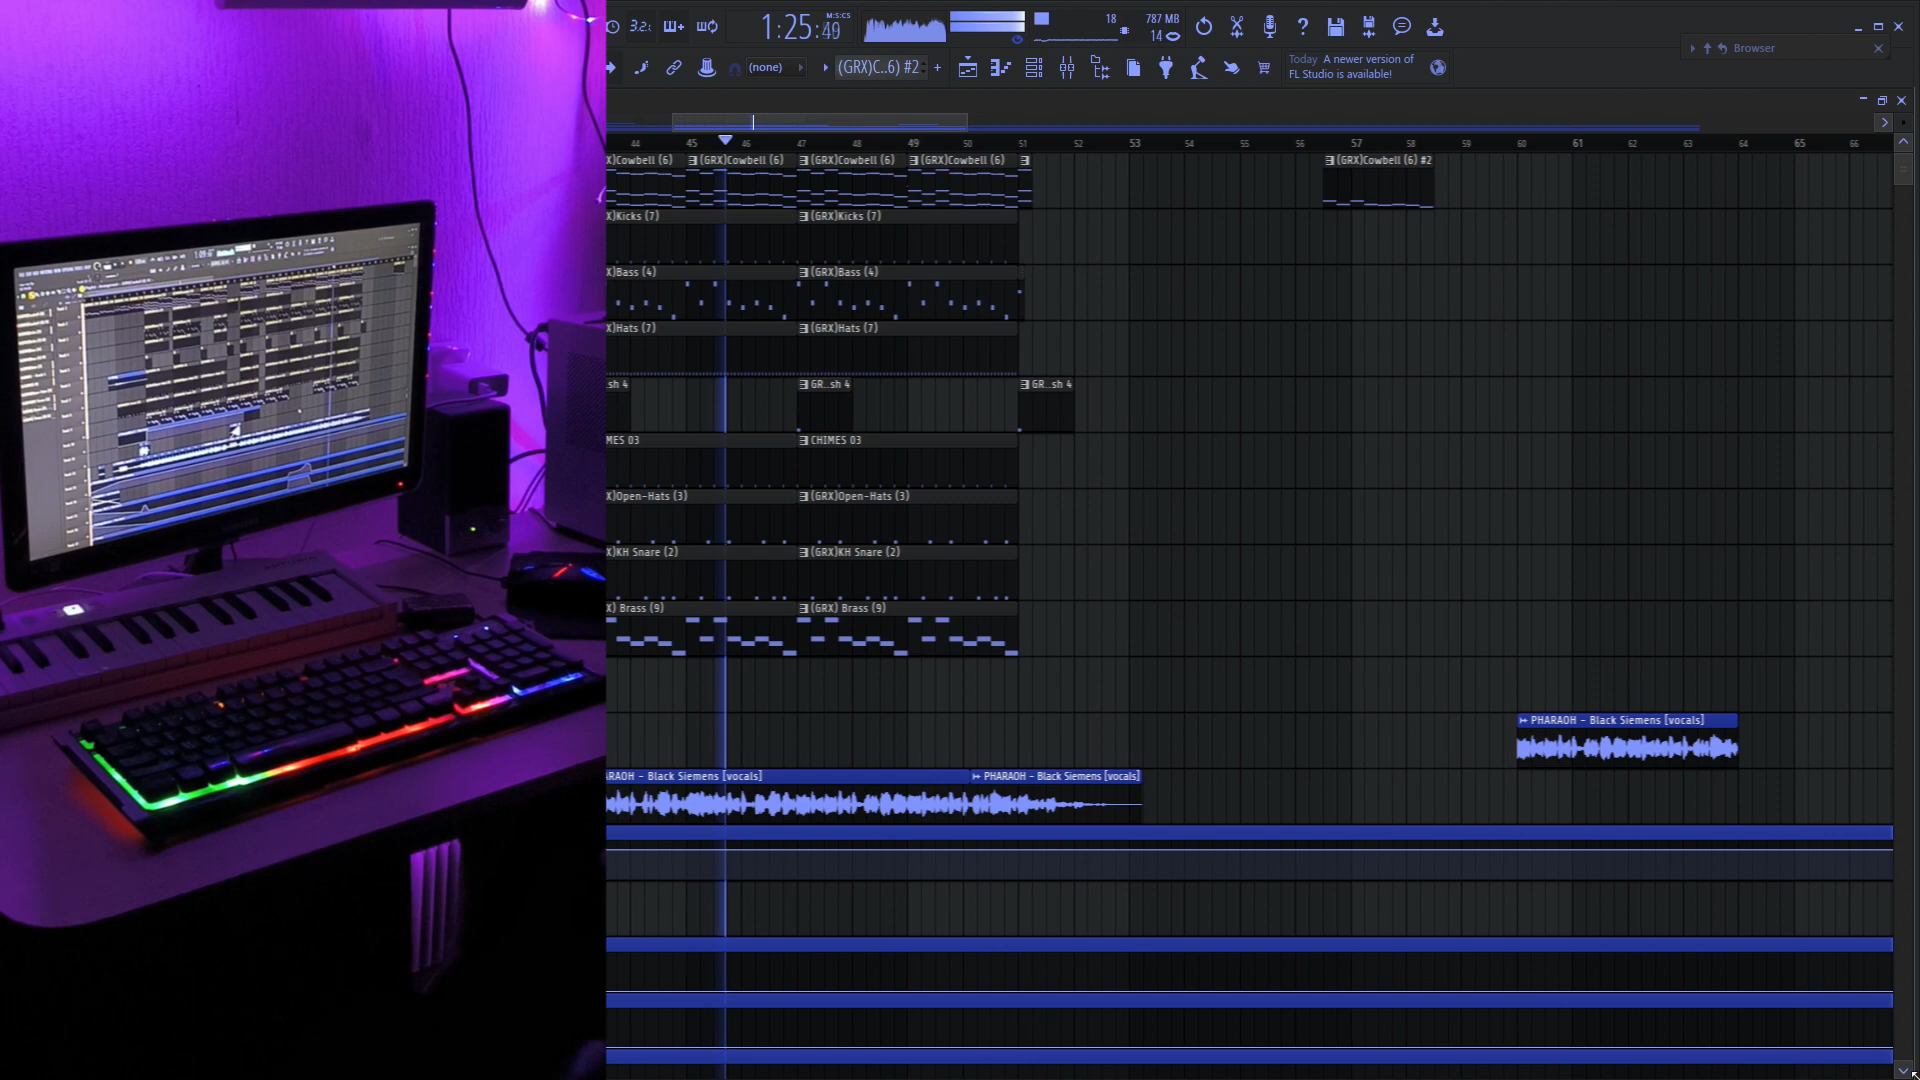 3.2:
1:25:49
M:S:CS
18
787 MB
14
Browser
(none)
(GRX)C..6) #2
Today A newer version of
FL Studio is available!
44 45 46 47 48 49 50 51 52 53 54 55 56 57 58 59 60 61 62 63 64 65 66
X)Cowbell (6) (GRX)Cowbell (6) (GRX)Cowbell (6) (GRX)Cowbell (6) (GRX)Cowbell (6) #2
X)Kicks (7) (GRX)Kicks (7)
X)Bass (4) (GRX)Bass (4)
X)Hats (7) (GRX)Hats (7)
.sh 4 GR..sh 4 GR..sh 4
MES 03 CHIMES 03
X)Open-Hats (3) (GRX)Open-Hats (3)
X)KH Snare (2) (GRX)KH Snare (2)
X) Brass (9) (GRX) Brass (9)
PHARAOH - Black Siemens [vocals]
RAOH - Black Siemens [vocals] PHARAOH - Black Siemens [vocals]